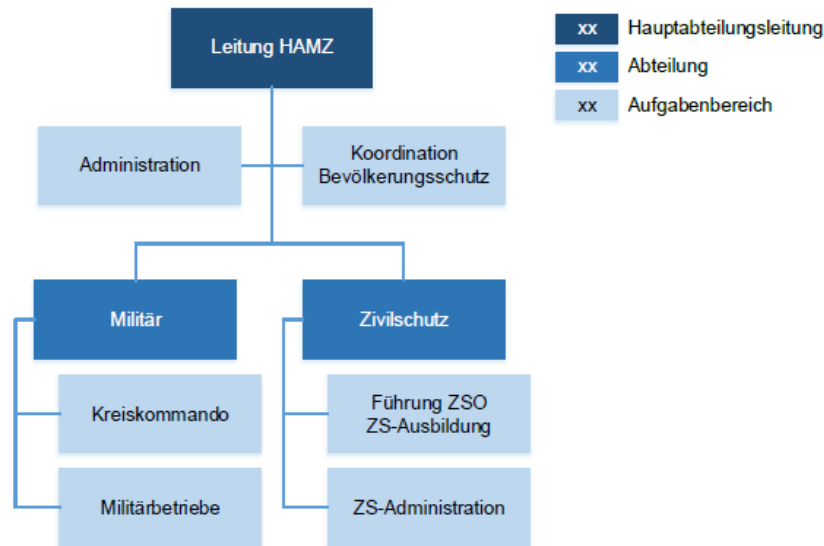 Leitung HAMZ
xx Hauptabteilungsleitung
xx Abteilung
xx Aufgabenbereich
Administration
Koordination
Bevölkerungsschutz
Militär
Zivilschutz
Kreiskommando
Führung ZSO
ZS-Ausbildung
Militärbetriebe
ZS-Administration